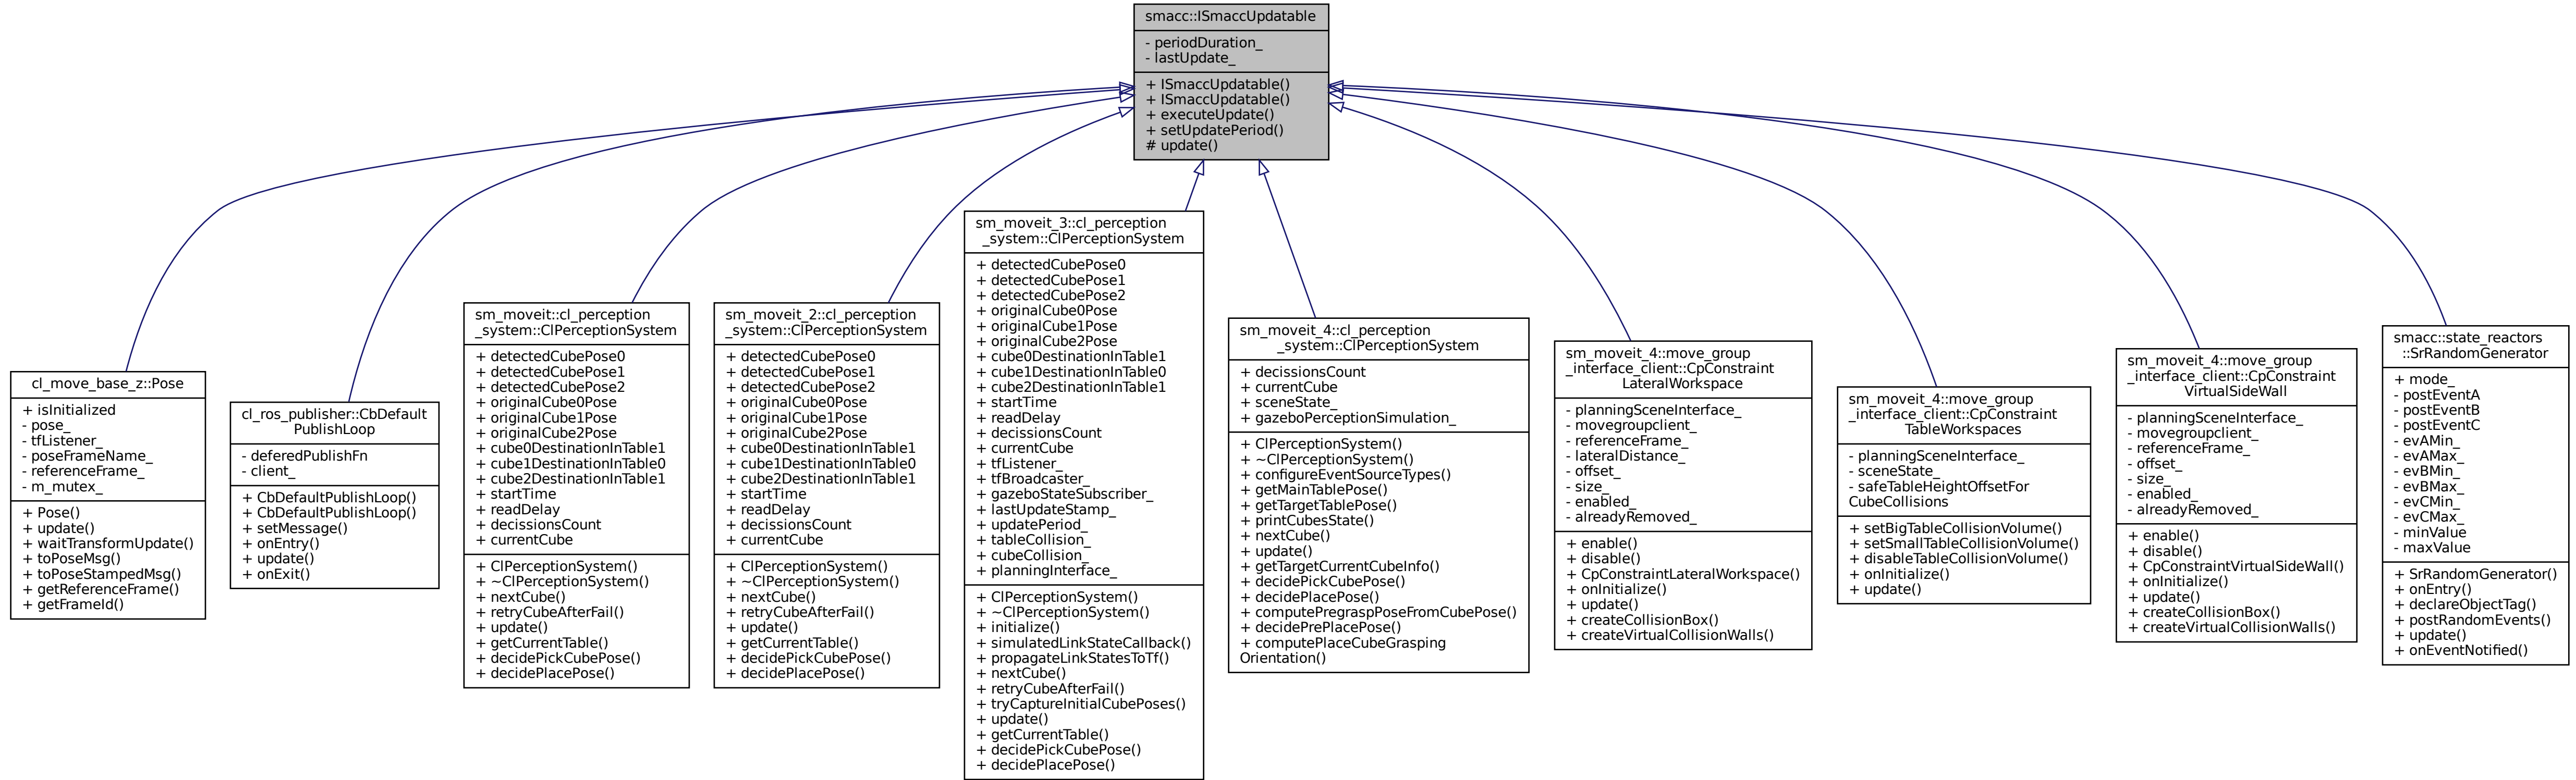 smacc::ISmaccUpdatable
- periodDuration_
- lastUpdate_
+ ISmaccUpdatable()
+ ISmaccUpdatable()
+ executeUpdate()
+ setUpdatePeriod()
# update()
cl_move_base_z::Pose
+ isInitialized
- pose_
- tfListener_
- poseFrameName_
- referenceFrame_
- m_mutex_
+ Pose()
+ update()
+ waitTransformUpdate()
+ toPoseMsg()
+ toPoseStampedMsg()
+ getReferenceFrame()
+ getFrameId()
cl_ros_publisher::CbDefault
PublishLoop
- deferedPublishFn
- client_
+ CbDefaultPublishLoop()
+ CbDefaultPublishLoop()
+ setMessage()
+ onEntry()
+ update()
+ onExit()
sm_moveit::cl_perception
_system::ClPerceptionSystem
+ detectedCubePose0
+ detectedCubePose1
+ detectedCubePose2
+ originalCube0Pose
+ originalCube1Pose
+ originalCube2Pose
+ cube0DestinationInTable1
+ cube1DestinationInTable0
+ cube2DestinationInTable1
+ startTime
+ readDelay
+ decissionsCount
+ currentCube
+ ClPerceptionSystem()
+ ~ClPerceptionSystem()
+ nextCube()
+ retryCubeAfterFail()
+ update()
+ getCurrentTable()
+ decidePickCubePose()
+ decidePlacePose()
sm_moveit_2::cl_perception
_system::ClPerceptionSystem
+ detectedCubePose0
+ detectedCubePose1
+ detectedCubePose2
+ originalCube0Pose
+ originalCube1Pose
+ originalCube2Pose
+ cube0DestinationInTable1
+ cube1DestinationInTable0
+ cube2DestinationInTable1
+ startTime
+ readDelay
+ decissionsCount
+ currentCube
+ ClPerceptionSystem()
+ ~ClPerceptionSystem()
+ nextCube()
+ retryCubeAfterFail()
+ update()
+ getCurrentTable()
+ decidePickCubePose()
+ decidePlacePose()
sm_moveit_3::cl_perception
_system::ClPerceptionSystem
+ detectedCubePose0
+ detectedCubePose1
+ detectedCubePose2
+ originalCube0Pose
+ originalCube1Pose
+ originalCube2Pose
+ cube0DestinationInTable1
+ cube1DestinationInTable0
+ cube2DestinationInTable1
+ startTime
+ readDelay
+ decissionsCount
+ currentCube
+ tfListener_
+ tfBroadcaster_
+ gazeboStateSubscriber_
+ lastUpdateStamp_
+ updatePeriod_
+ tableCollision_
+ cubeCollision_
+ planningInterface_
+ ClPerceptionSystem()
+ ~ClPerceptionSystem()
+ initialize()
+ simulatedLinkStateCallback()
+ propagateLinkStatesToTf()
+ nextCube()
+ retryCubeAfterFail()
+ tryCaptureInitialCubePoses()
+ update()
+ getCurrentTable()
+ decidePickCubePose()
+ decidePlacePose()
sm_moveit_4::cl_perception
_system::ClPerceptionSystem
+ decissionsCount
+ currentCube
+ sceneState_
+ gazeboPerceptionSimulation_
+ ClPerceptionSystem()
+ ~ClPerceptionSystem()
+ configureEventSourceTypes()
+ getMainTablePose()
+ getTargetTablePose()
+ printCubesState()
+ nextCube()
+ update()
+ getTargetCurrentCubeInfo()
+ decidePickCubePose()
+ decidePlacePose()
+ computePregraspPoseFromCubePose()
+ decidePrePlacePose()
+ computePlaceCubeGrasping
Orientation()
sm_moveit_4::move_group
_interface_client::CpConstraint
LateralWorkspace
- planningSceneInterface_
- movegroupclient_
- referenceFrame_
- lateralDistance_
- offset_
- size_
- enabled_
- alreadyRemoved_
+ enable()
+ disable()
+ CpConstraintLateralWorkspace()
+ onInitialize()
+ update()
+ createCollisionBox()
+ createVirtualCollisionWalls()
sm_moveit_4::move_group
_interface_client::CpConstraint
TableWorkspaces
- planningSceneInterface_
- sceneState_
- safeTableHeightOffsetFor
CubeCollisions
+ setBigTableCollisionVolume()
+ setSmallTableCollisionVolume()
+ disableTableCollisionVolume()
+ onInitialize()
+ update()
sm_moveit_4::move_group
_interface_client::CpConstraint
VirtualSideWall
- planningSceneInterface_
- movegroupclient_
- referenceFrame_
- offset_
- size_
- enabled_
- alreadyRemoved_
+ enable()
+ disable()
+ CpConstraintVirtualSideWall()
+ onInitialize()
+ update()
+ createCollisionBox()
+ createVirtualCollisionWalls()
smacc::state_reactors
::SrRandomGenerator
+ mode_
- postEventA
- postEventB
- postEventC
- evAMin_
- evAMax_
- evBMin_
- evBMax_
- evCMin_
- evCMax_
- minValue
- maxValue
+ SrRandomGenerator()
+ onEntry()
+ declareObjectTag()
+ postRandomEvents()
+ update()
+ onEventNotified()